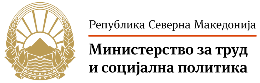 Република Северна Македонија
Министерство за труд
и социјална политика